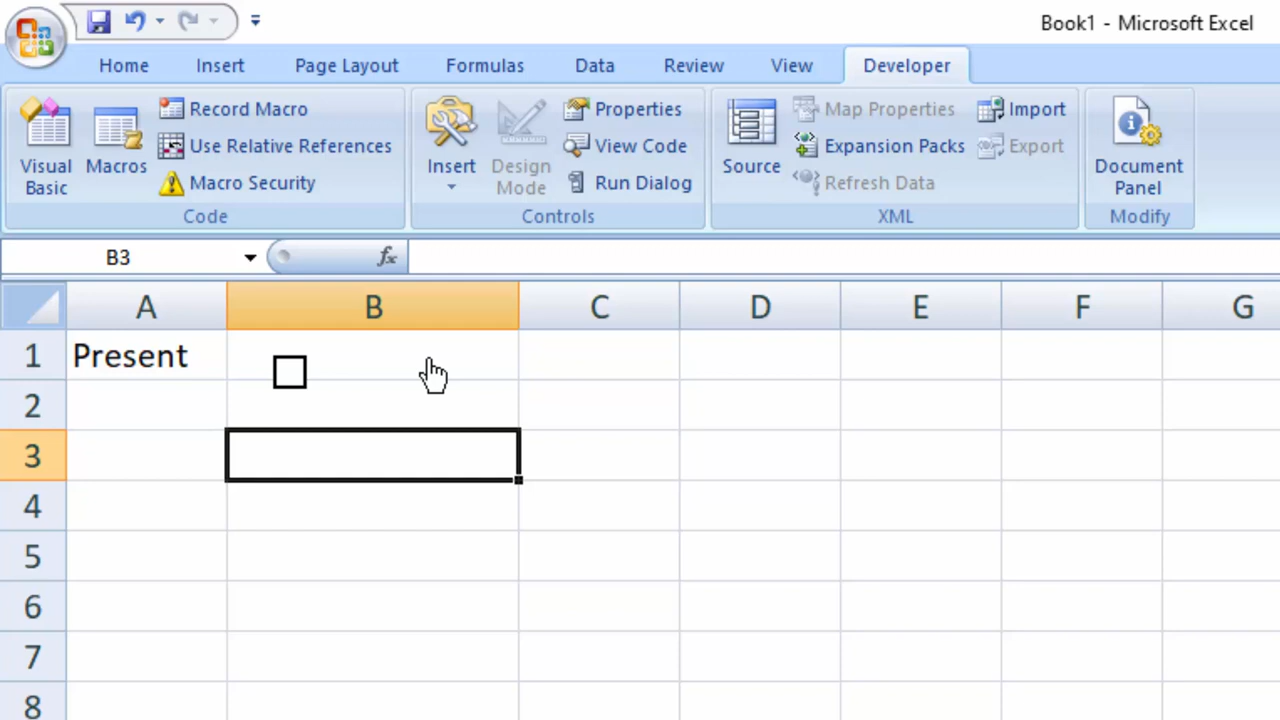 Book1 - Microsoft Excel
Home Insert Page Layout Formulas Data Review View Developer
Visual Basic
Macros
Record Macro
Use Relative References
Macro Security
Code
Insert
Design Mode
Properties
View Code
Run Dialog
Controls
Source
Map Properties
Expansion Packs
Refresh Data
Import
Export
XML
Document Panel
Modify
B3 fx
A B C D E F G
1 Present
2
3
4
5
6
7
8